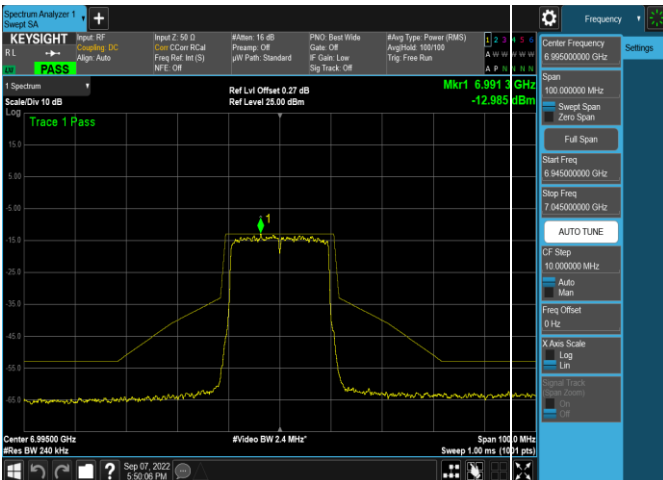 Spectrum Analyzer 1
Swept SA
KEYSIGHT
R L
LXI
PASS
Input: RF
Coupling: DC
Align: Auto
Input Z: 50 Ω
Corr CCorr RCal
Freq Ref: Int (S)
NFE: Off
#Atten: 16 dB
Preamp: Off
µW Path: Standard
PNO: Best Wide
Gate: Off
IF Gain: Low
Sig Track: Off
#Avg Type: Power (RMS)
Avg|Hold: 100/100
Trig: Free Run
1 2 3 4 5 6
A W W W W W
A P N N N N
1 Spectrum
Scale/Div 10 dB
Log
Ref Lvl Offset 0.27 dB
Ref Level 25.00 dBm
Mkr1 6.991 3 GHz
-12.985 dBm
Trace 1 Pass
15.0
5.00
-5.00
-15.0
-25.0
-35.0
-45.0
-55.0
-65.0
1
Center 6.99500 GHz
#Res BW 240 kHz
#Video BW 2.4 MHz*
Span 100.0 MHz
Sweep 1.00 ms (1001 pts)
Sep 07, 2022
5:50:06 PM
Frequency
Settings
Center Frequency
6.995000000 GHz
Span
100.000000 MHz
Swept Span
Zero Span
Full Span
Start Freq
6.945000000 GHz
Stop Freq
7.045000000 GHz
AUTO TUNE
CF Step
10.000000 MHz
Auto
Man
Freq Offset
0 Hz
X Axis Scale
Log
Lin
Signal Track
(Span Zoom)
On
Off